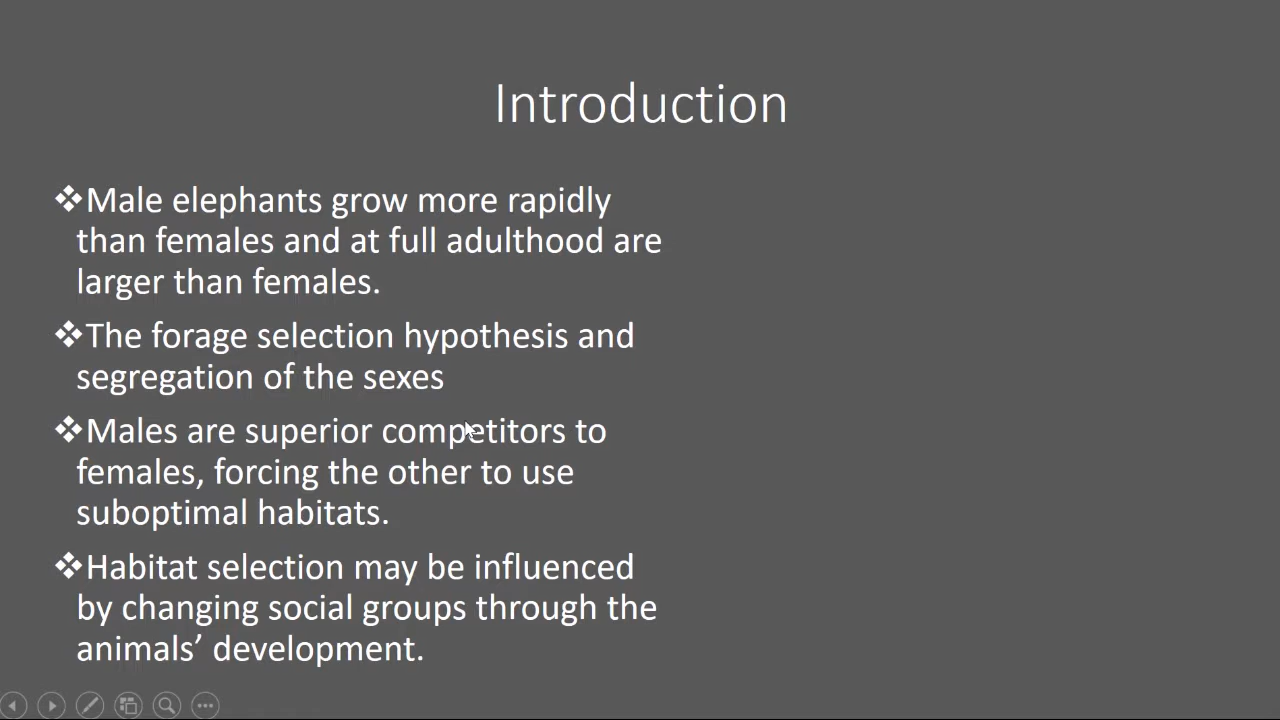 Introduction
❖Male elephants grow more rapidly
than females and at full adulthood are
larger than females.
❖The forage selection hypothesis and
segregation of the sexes
❖Males are superior competitors to
females, forcing the other to use
suboptimal habitats.
❖Habitat selection may be influenced
by changing social groups through the
animals’ development.